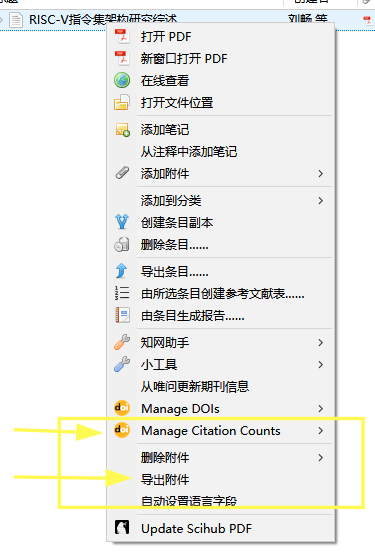 RISC-V指令集架构研究综述 刘畅 等
打开 PDF
新窗口打开 PDF
在线查看
打开文件位置
添加笔记
从注释中添加笔记
添加附件
添加到分类
创建条目副本
删除条目......
导出条目......
由所选条目创建参考文献表......
由条目生成报告......
知网助手
小工具
从唯问更新期刊信息
Manage DOIs
Manage Citation Counts
删除附件
导出附件
自动设置语言字段
Update Scihub PDF